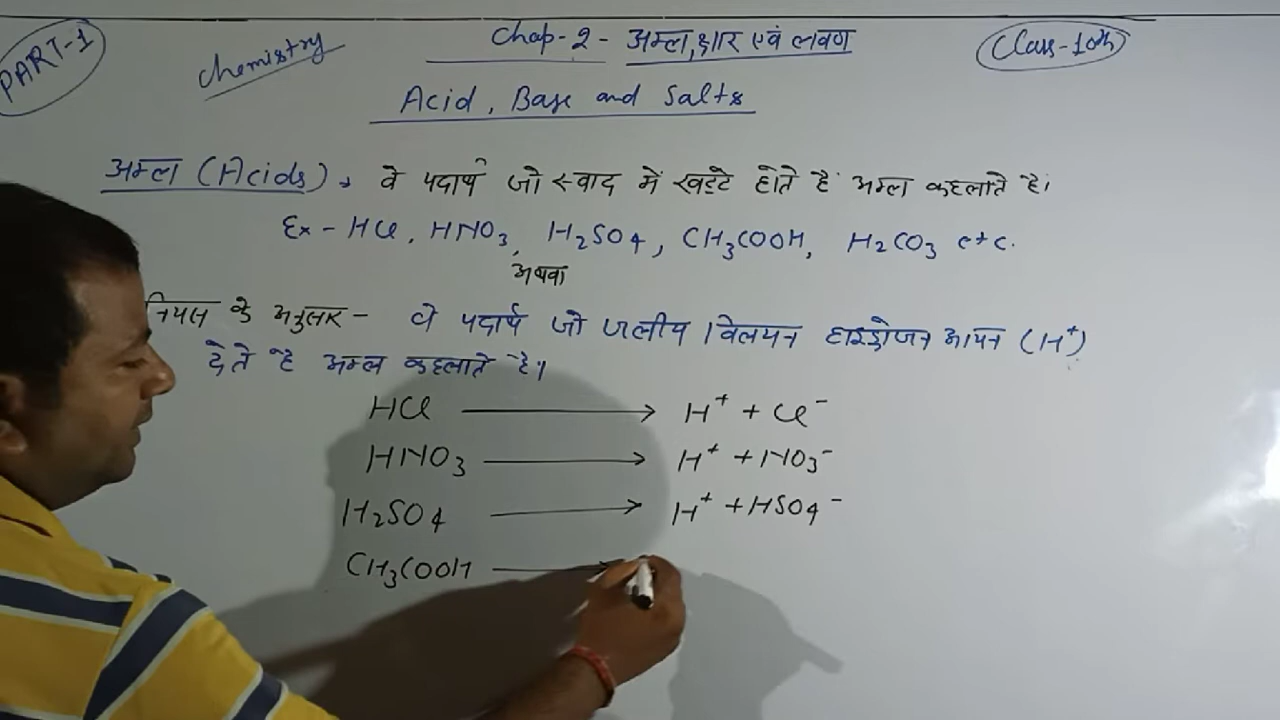 PART-1
Chemistry
Chap-2- अम्ल, क्षार एवं लवण
Class-10th
Acid, Base and Salts
अम्ल (Acids) वे पदार्थ जो स्वाद में खट्टे होते हैं अम्ल कहलाते है।
Ex - HCl, HNO3, H2SO4, CH3COOH, H2CO3 etc.
अथवा
के अनुसार - वे पदार्थ जो जलीय विलयन हाइड्रोजन आयन (H+)
देते है अम्ल कहलाते है।
HCl → H+ + Cl-
HNO3 → H+ + NO3-
H2SO4 → H+ + HSO4-
CH3COOH →